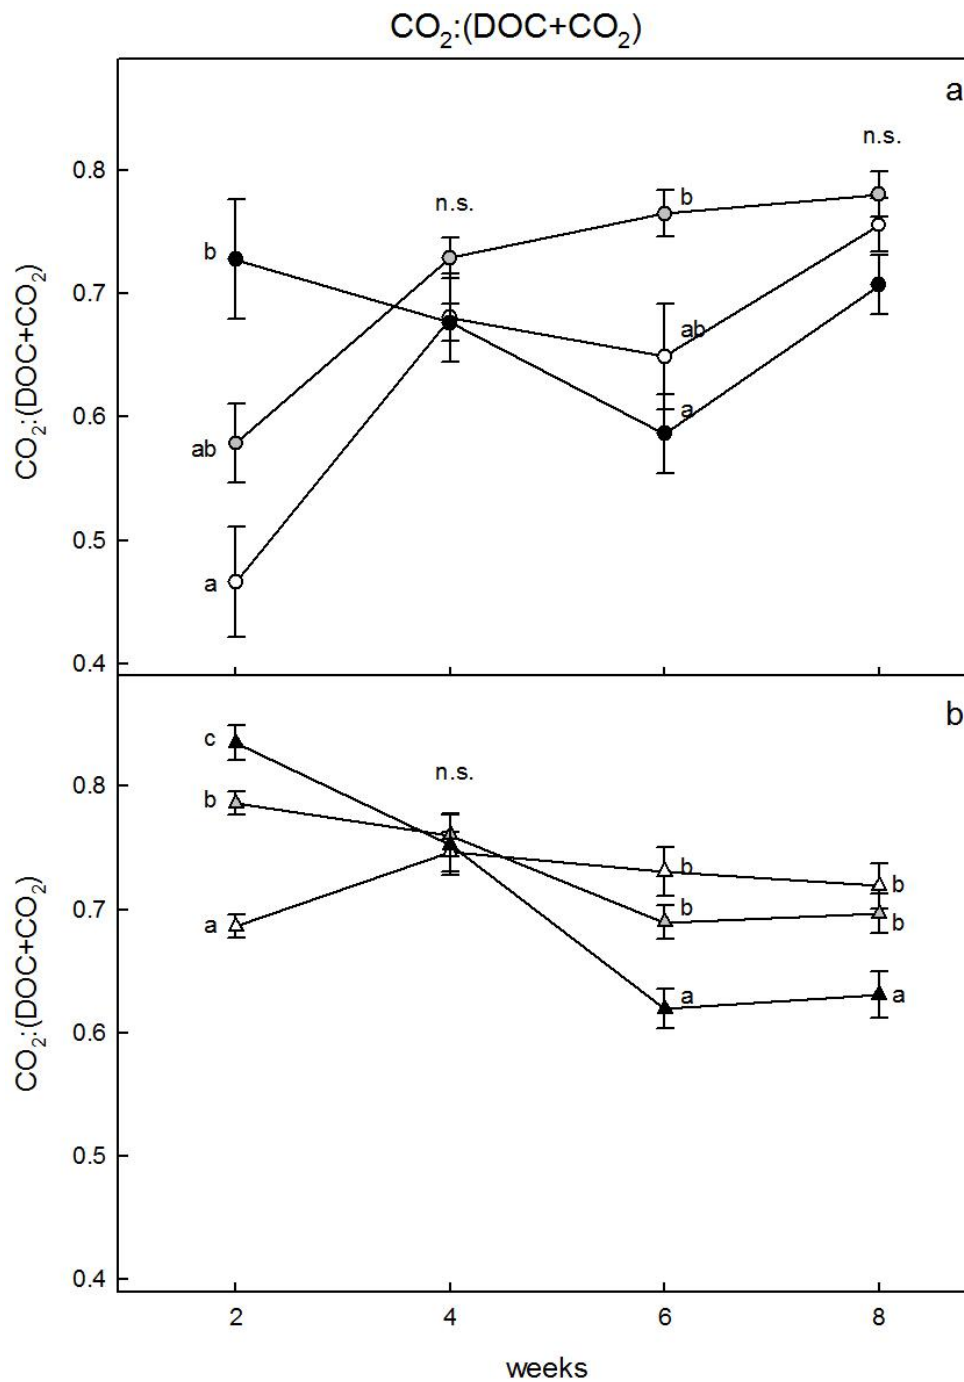 CO₂:(DOC+CO₂)
a
n.s.
n.s.
0.8
b
b
0.7
ab
a
0.6
ab
0.5
a
0.4
CO₂:(DOC+CO₂)
b
c
n.s.
0.8
b
b
b
0.7
a
b
b
a
a
0.6
0.5
0.4
CO₂:(DOC+CO₂)
2 4 6 8
weeks